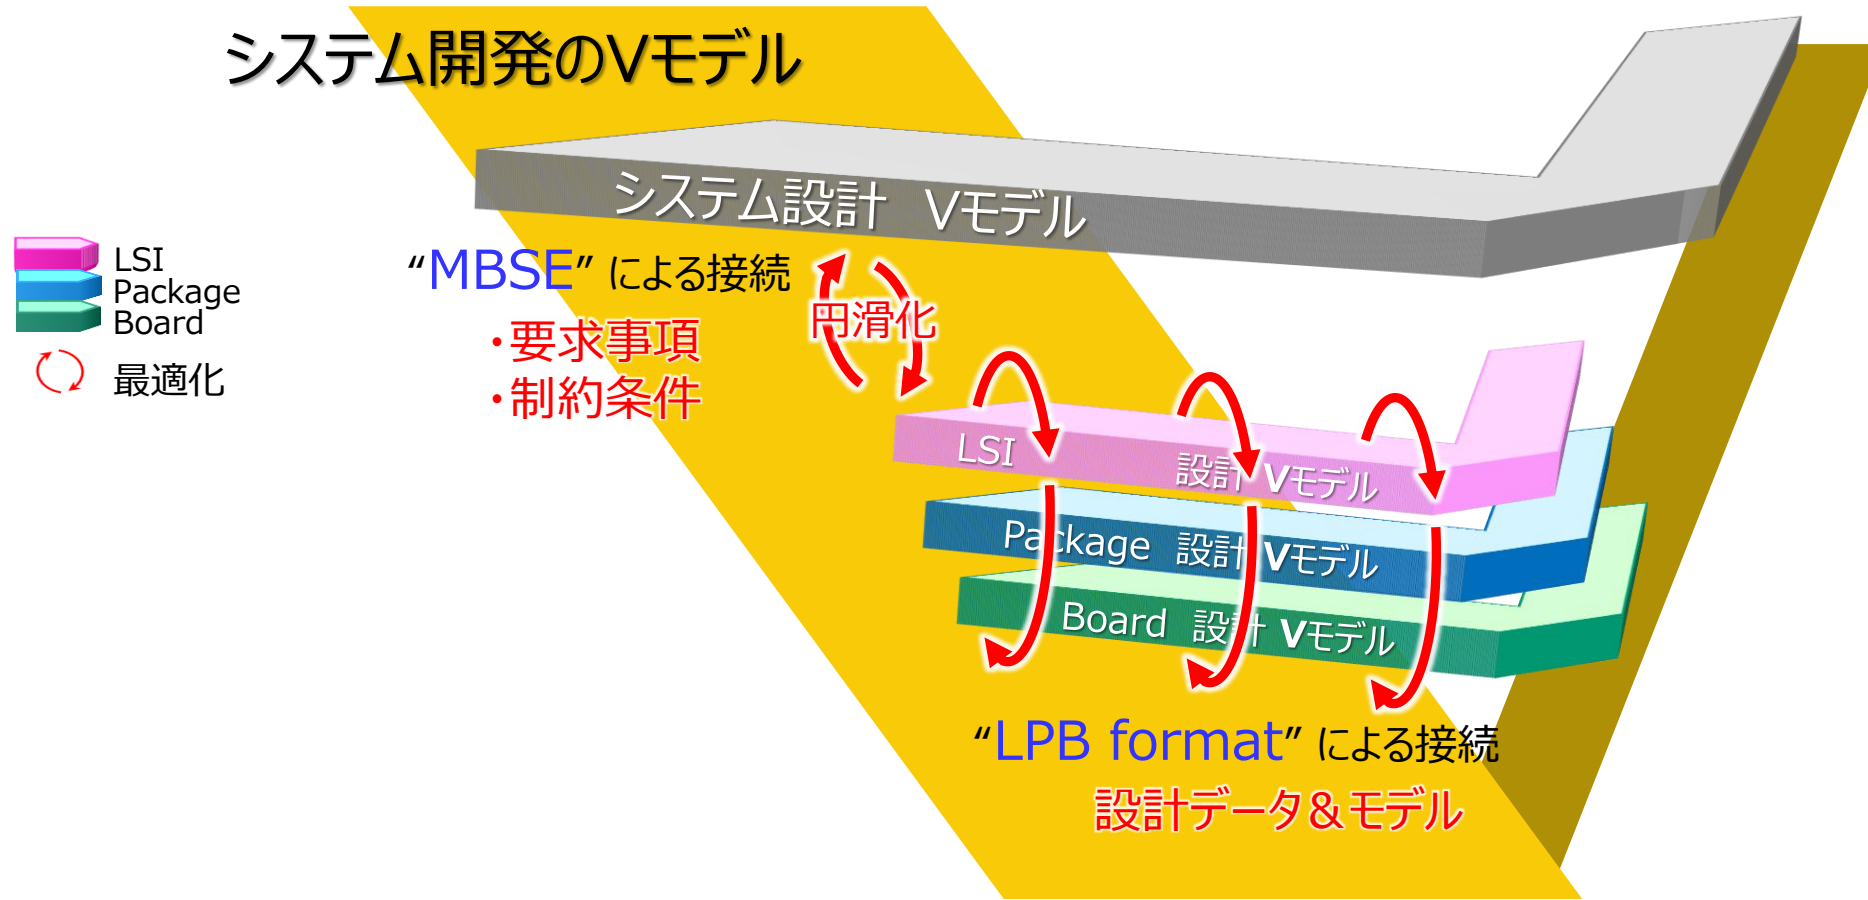 システム開発のVモデル
システム設計　Vモデル
LSI
Package
Board
最適化
“MBSE” による接続
・要求事項
・制約条件
円滑化
LSI　設計 Vモデル
Package 設計 Vモデル
Board 設計 Vモデル
“LPB format” による接続
設計データ＆モデル